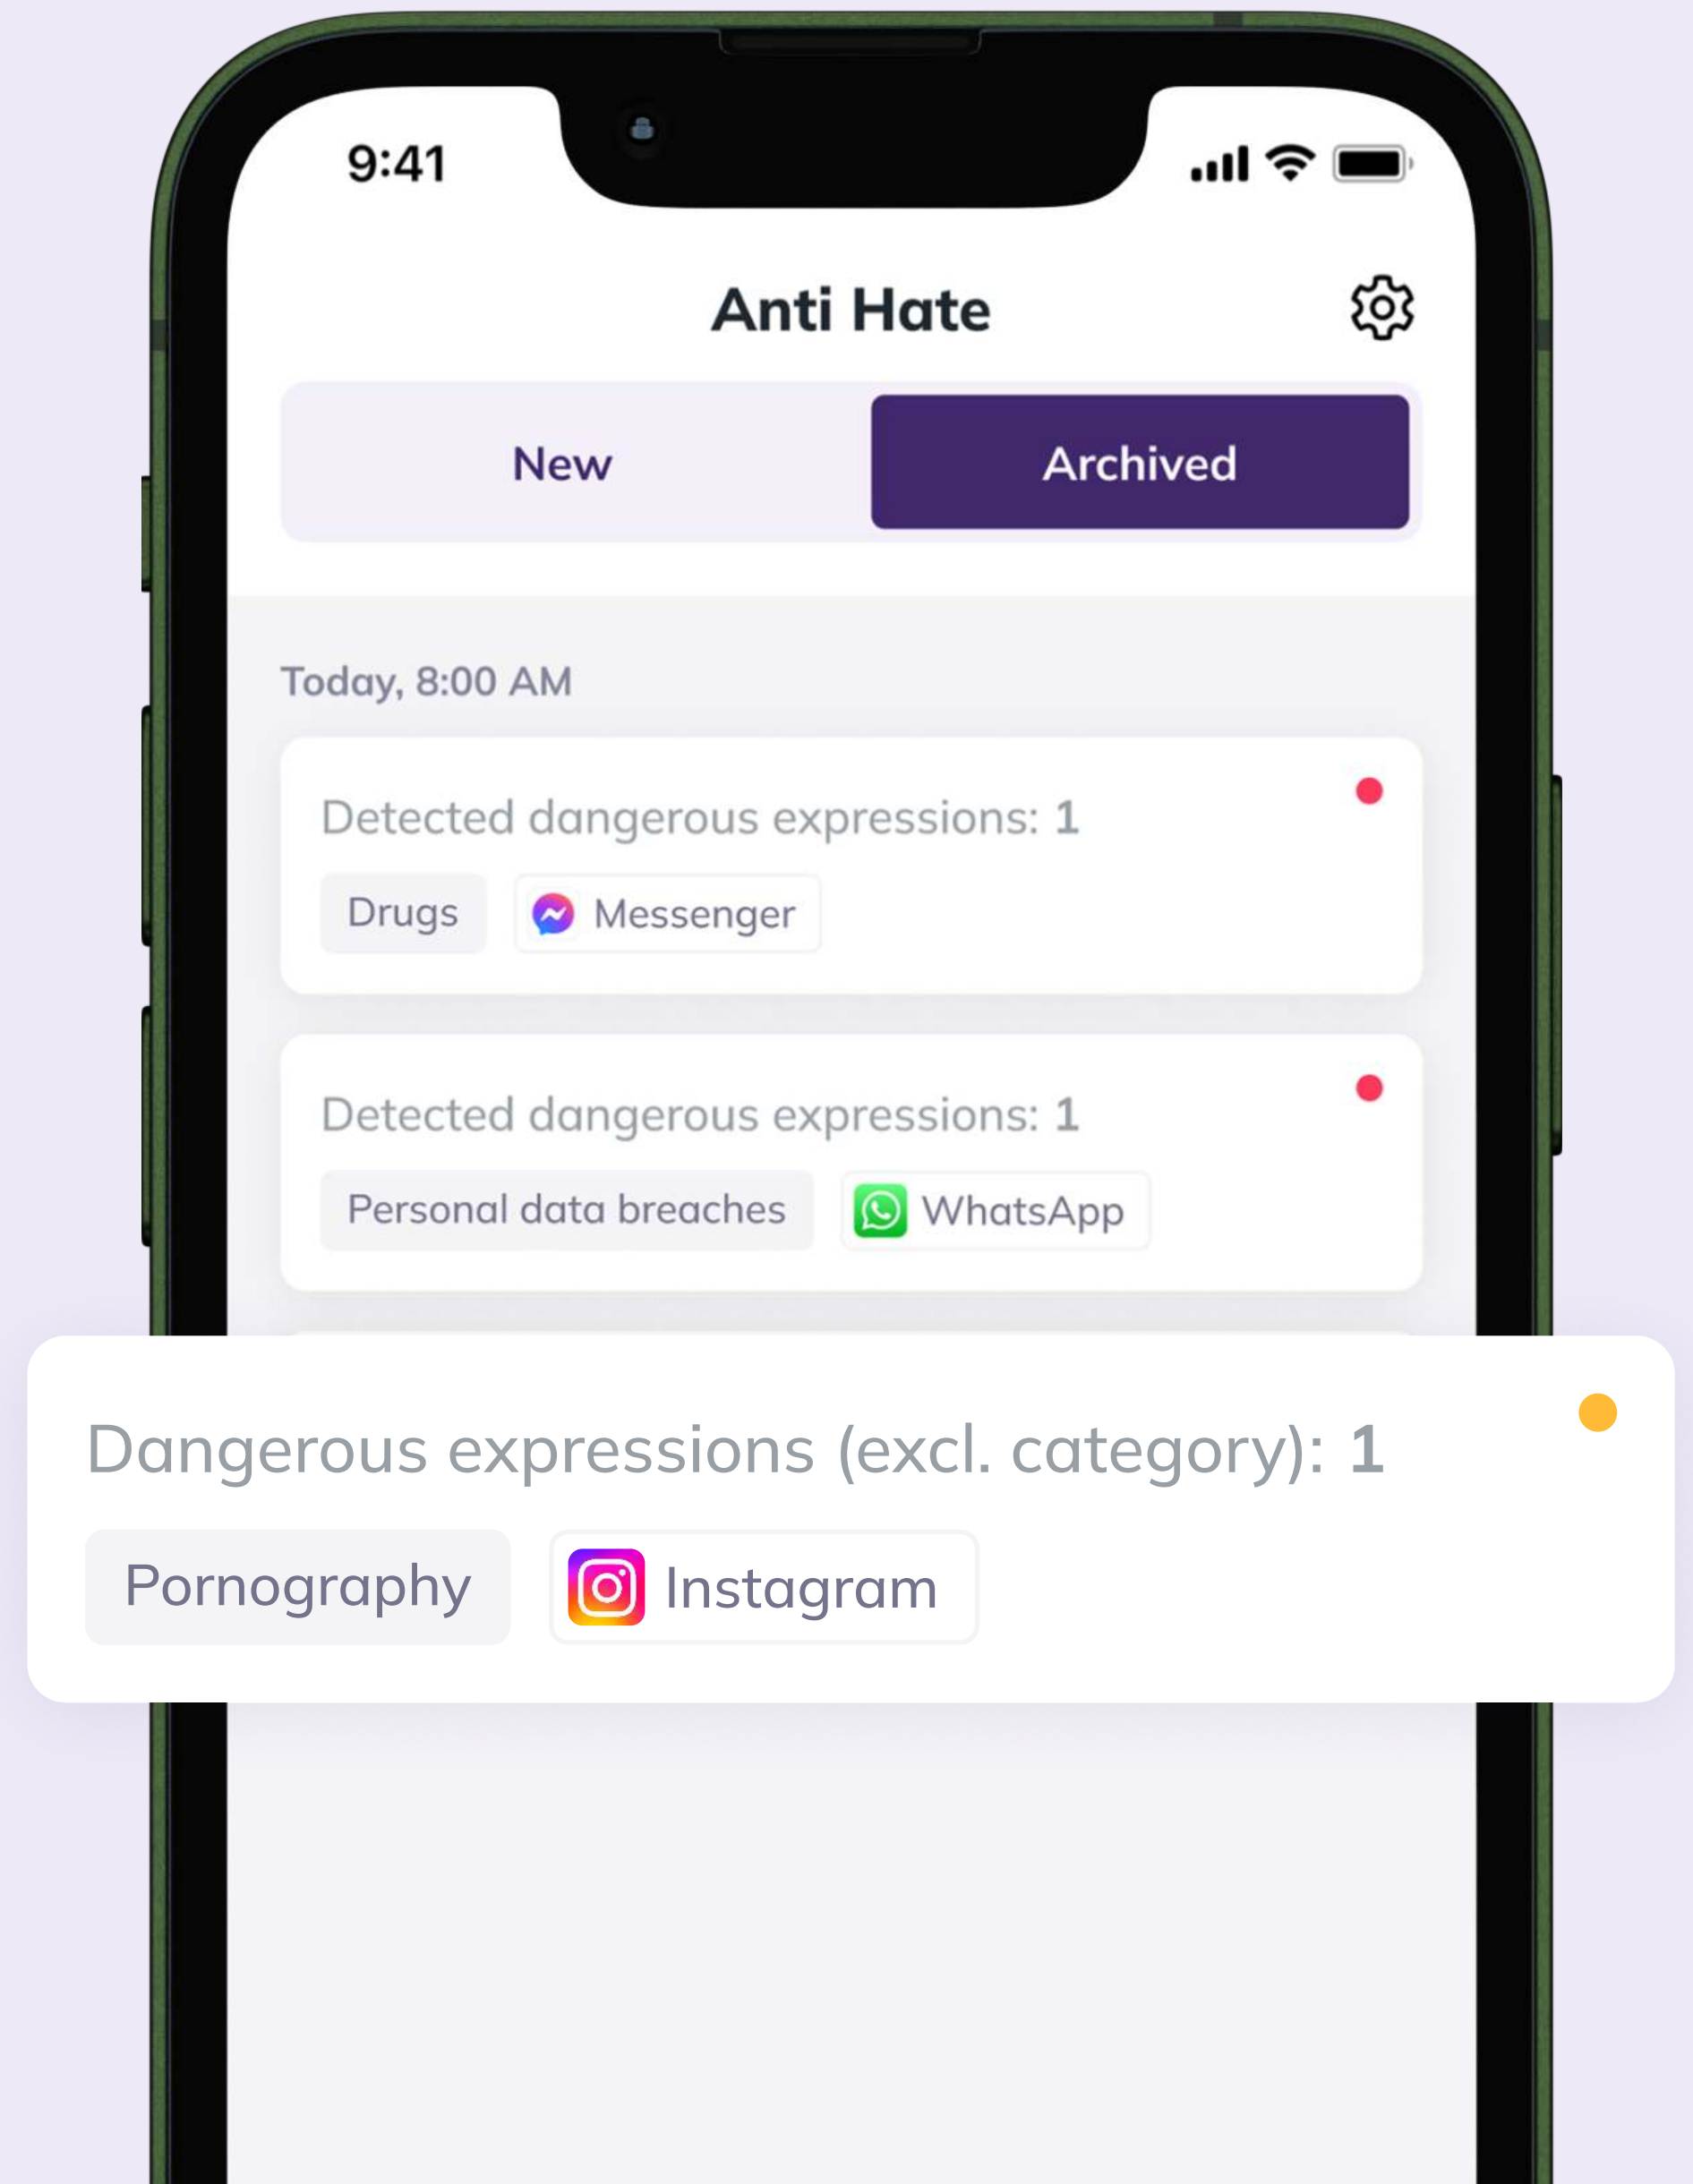 9:41
Anti Hate
New Archived
Today, 8:00 AM
Detected dangerous expressions: 1
Drugs Messenger
Detected dangerous expressions: 1
Personal data breaches WhatsApp
Dangerous expressions (excl. category): 1
Pornography Instagram